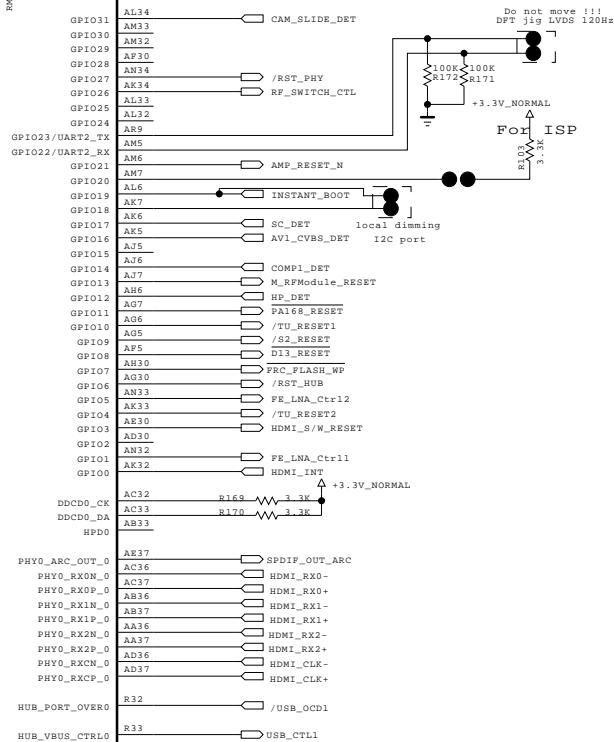 RM
Do not move !!!
DFT jig LVDS 120Hz
GPIO31 AL34 CAM_SLIDE_DET
GPIO30 AM33
GPIO29 AM32
GPIO28 AF30
GPIO27 AN34 /RST_PHY
100K 100K
R172 R171
GPIO26 AK34 RF_SWITCH_CTL
GPIO25 AL33
+3.3V_NORMAL
GPIO24 AL32
For ISP
GPIO23/UART2_TX AR9
GPIO22/UART2_RX AM5
R103 3.3K
GPIO21 AM6 AMP_RESET_N
GPIO20 AM7
GPIO19 AL6 INSTANT_BOOT
GPIO18 AK7
local dimming
I2C port
GPIO17 AK6 SC_DET
GPIO16 AK5 AV1_CVBS_DET
GPIO15 AJ5
GPIO14 AJ6 COMP1_DET
GPIO13 AJ7 M_RFModule_RESET
GPIO12 AH6 HP_DET
GPIO11 AG7 PA168_RESET
GPIO10 AG6 /TU_RESET1
GPIO9 AG5 /S2_RESET
GPIO8 AF5 D13_RESET
GPIO7 AH30 FRC_FLASH_WP
GPIO6 AG30 /RST_HUB
GPIO5 AN33 FE_LNA_Ctrl2
GPIO4 AK33 /TU_RESET2
GPIO3 AE30 HDMI_S/W_RESET
GPIO2 AD30
GPIO1 AN32 FE_LNA_Ctrl1
GPIO0 AK32 HDMI_INT
+3.3V_NORMAL
DDCD0_CK AC32 R169 3.3K
DDCD0_DA AC33 R170 3.3K
HPD0 AB33
PHY0_ARC_OUT_0 AE37 SPDIF_OUT_ARC
PHY0_RX0N_0 AC36 HDMI_RX0-
PHY0_RX0P_0 AC37 HDMI_RX0+
PHY0_RX1N_0 AB36 HDMI_RX1-
PHY0_RX1P_0 AB37 HDMI_RX1+
PHY0_RX2N_0 AA36 HDMI_RX2-
PHY0_RX2P_0 AA37 HDMI_RX2+
PHY0_RXCN_0 AD36 HDMI_CLK-
PHY0_RXCP_0 AD37 HDMI_CLK+
HUB_PORT_OVER0 R32 /USB_OCD1
HUB_VBUS_CTRL0 R33 USB_CTL1